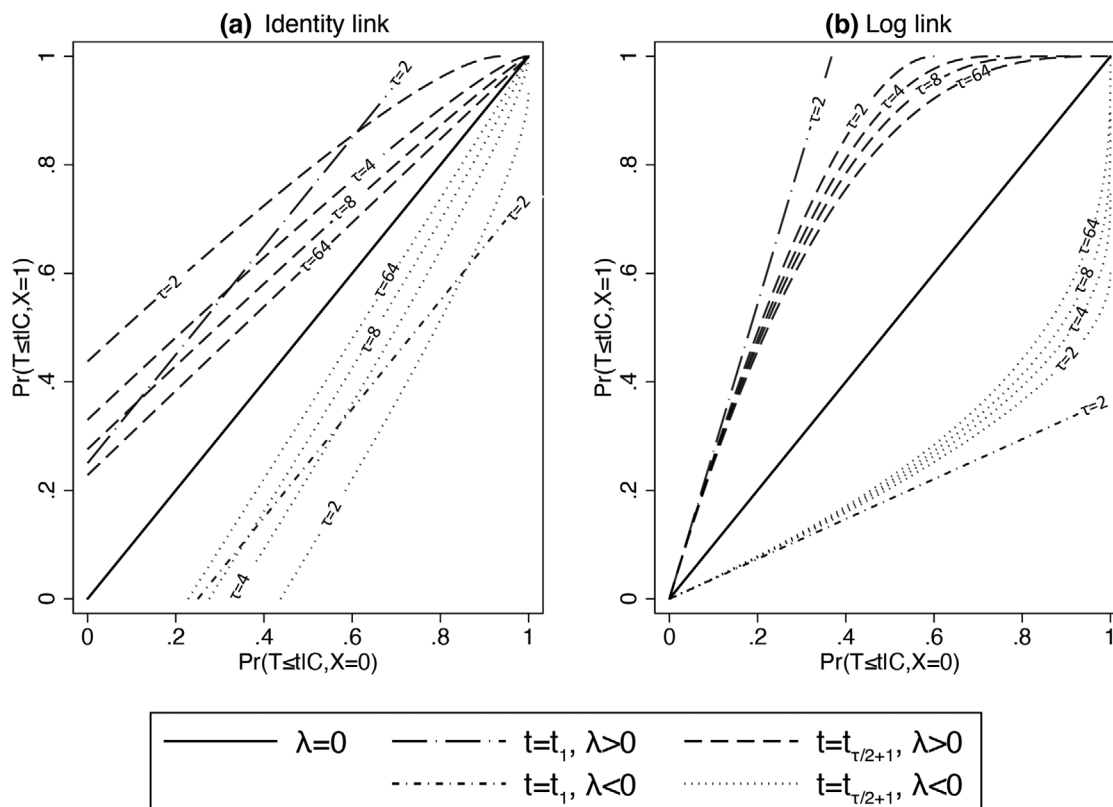 (a) Identity link
Pr(T≤t|C,X=1)
1
.8
.6
.4
.2
0
τ=2
τ=2
τ=4
τ=8
τ=64
τ=64
τ=8
τ=2
τ=4
τ=2
0 .2 .4 .6 .8 1
Pr(T≤t|C,X=0)
(b) Log link
Pr(T≤t|C,X=1)
1
.8
.6
.4
.2
0
τ=2
τ=2
τ=4
τ=8
τ=64
τ=64
τ=8
τ=4
τ=2
τ=2
0 .2 .4 .6 .8 1
Pr(T≤t|C,X=0)
λ=0 t=t₁, λ>0 t=t_τ/2+1, λ>0
t=t₁, λ<0 t=t_τ/2+1, λ<0